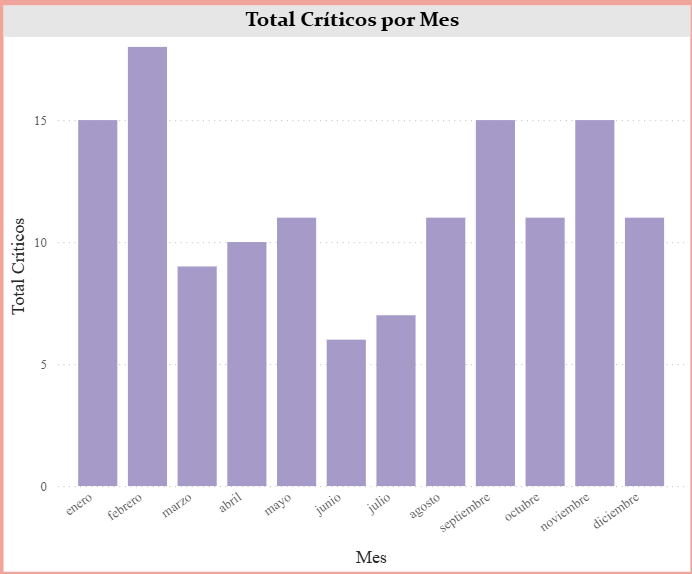 Total Críticos por Mes
Total Críticos
15
10
5
0
enero
febrero
marzo
abril
mayo
junio
julio
agosto
septiembre
octubre
noviembre
diciembre
Mes